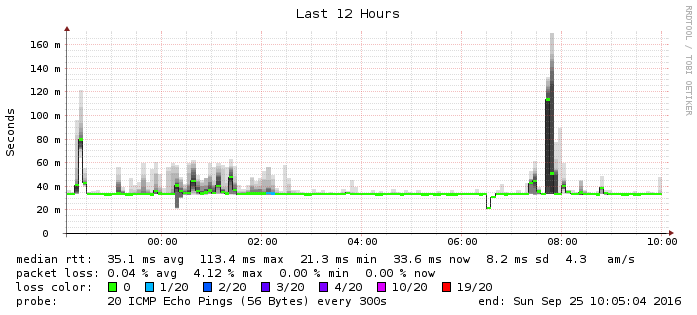 Last 12 Hours
RRDTOOL / TOBI OETIKER
Seconds
160 m
140 m
120 m
100 m
80 m
60 m
40 m
20 m
0
00:00 02:00 04:00 06:00 08:00 10:00
median rtt: 35.1 ms avg 113.4 ms max 21.3 ms min 33.6 ms now 8.2 ms sd 4.3 am/s
packet loss: 0.04 % avg 4.12 % max 0.00 % min 0.00 % now
loss color: 0 1/20 2/20 3/20 4/20 10/20 19/20
probe: 20 ICMP Echo Pings (56 Bytes) every 300s end: Sun Sep 25 10:05:04 2016